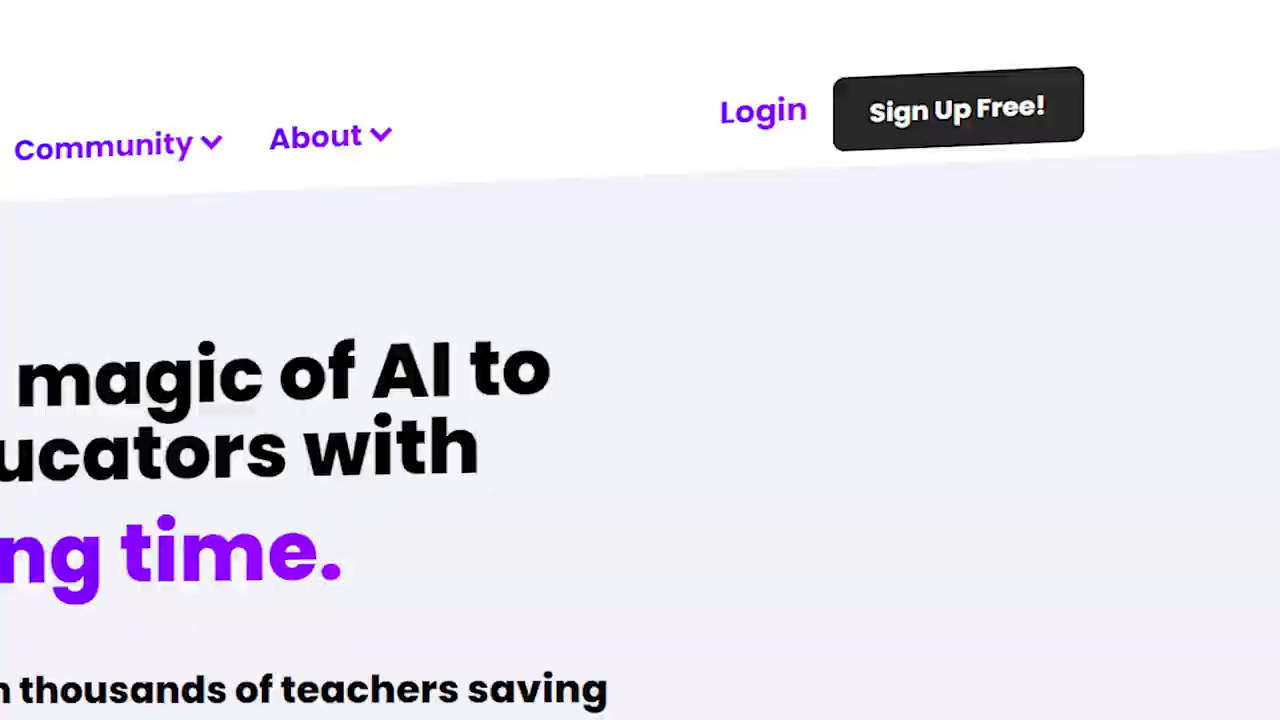 Community About Login Sign Up Free!
magic of AI to
ucators with
ng time.
thousands of teachers saving